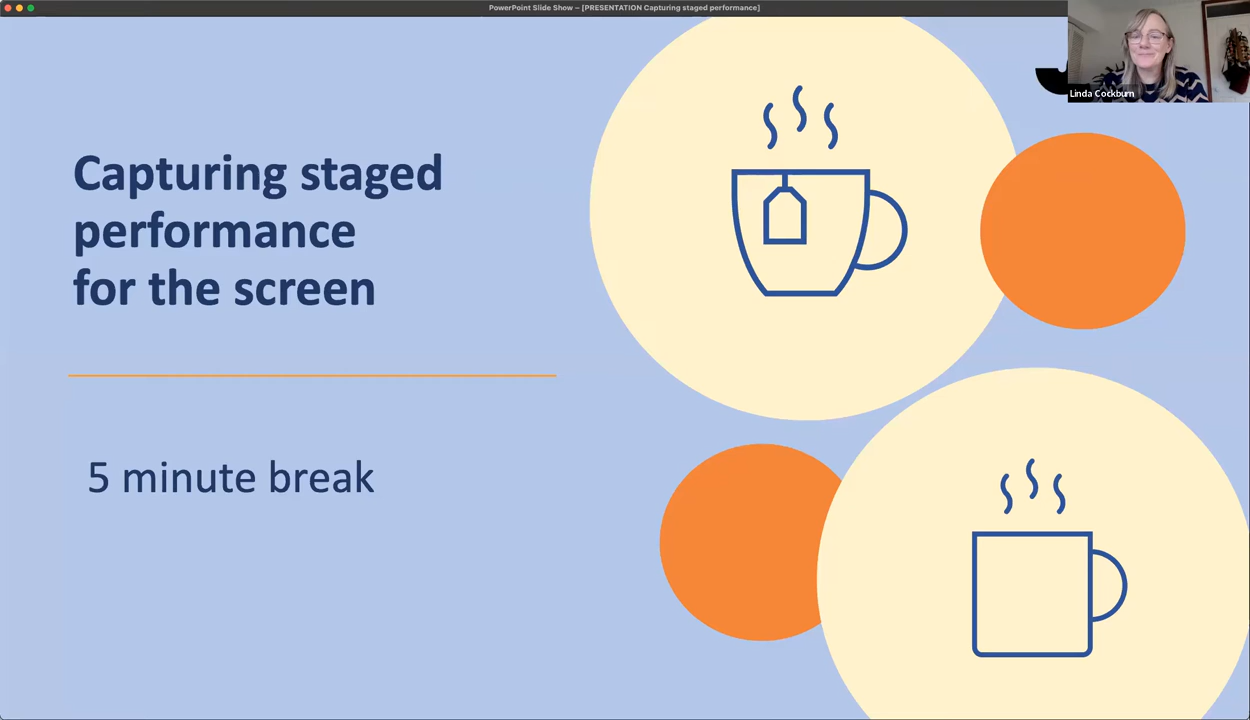 PowerPoint Slide Show – [PRESENTATION Capturing staged performance]
Linda Cockburn
Capturing staged
performance
for the screen
5 minute break